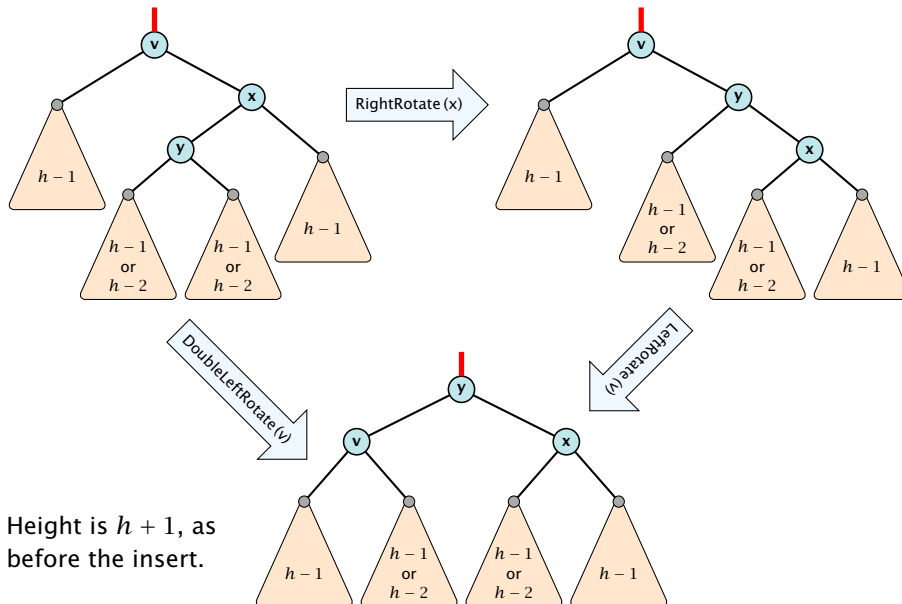 v
x
y
h − 1
h − 1
or
h − 2
h − 1
or
h − 2
h − 1
RightRotate(x)
v
y
x
h − 1
h − 1
or
h − 2
h − 1
or
h − 2
h − 1
DoubleLeftRotate(v)
LeftRotate(v)
y
v
x
h − 1
h − 1
or
h − 2
h − 1
or
h − 2
h − 1
Height is h + 1, as
before the insert.